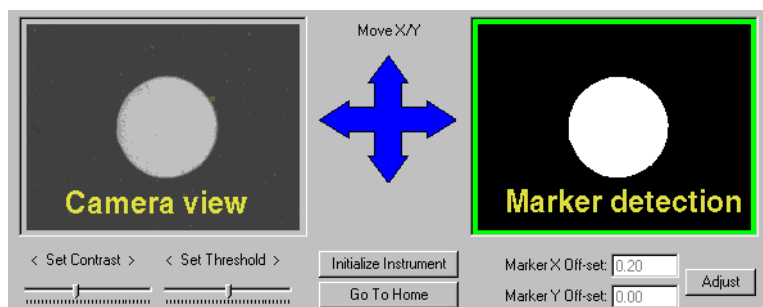 Move X/Y
Camera view
Marker detection
< Set Contrast >
< Set Threshold >
Initialize Instrument
Go To Home
Marker X Off-set: 0.20
Marker Y Off-set: 0.00
Adjust